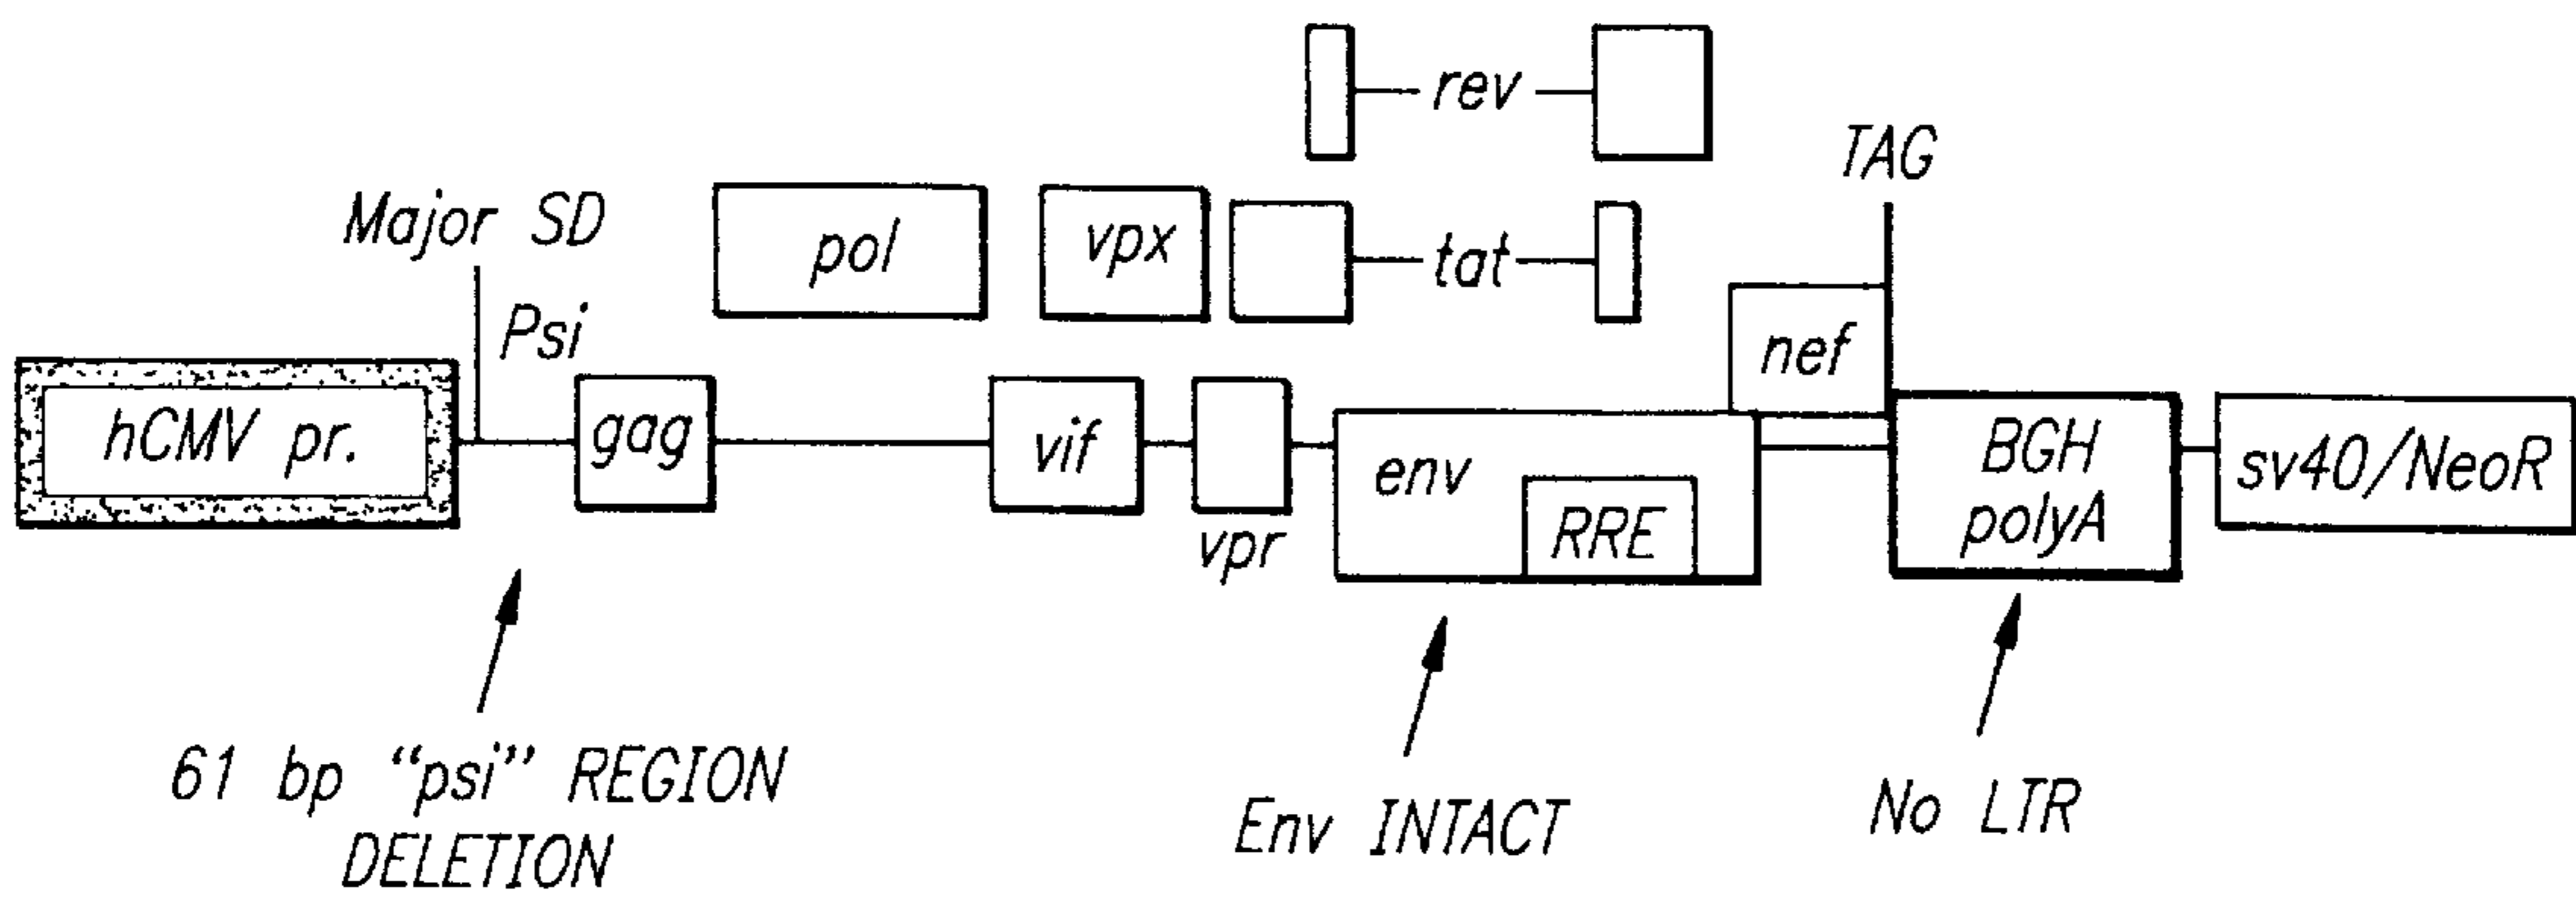 rev
TAG
Major SD
pol
vpx
tat
Psi
nef
hCMV pr.
gag
vif
vpr
env
RRE
BGH
polyA
sv40/NeoR
61 bp “psi” REGION
DELETION
Env INTACT
No LTR